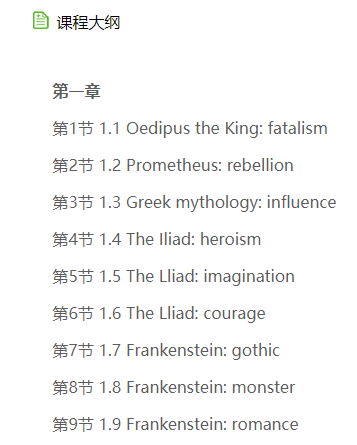 课程大纲
第一章
第1节 1.1 Oedipus the King: fatalism
第2节 1.2 Prometheus: rebellion
第3节 1.3 Greek mythology: influence
第4节 1.4 The Iliad: heroism
第5节 1.5 The Lliad: imagination
第6节 1.6 The Lliad: courage
第7节 1.7 Frankenstein: gothic
第8节 1.8 Frankenstein: monster
第9节 1.9 Frankenstein: romance